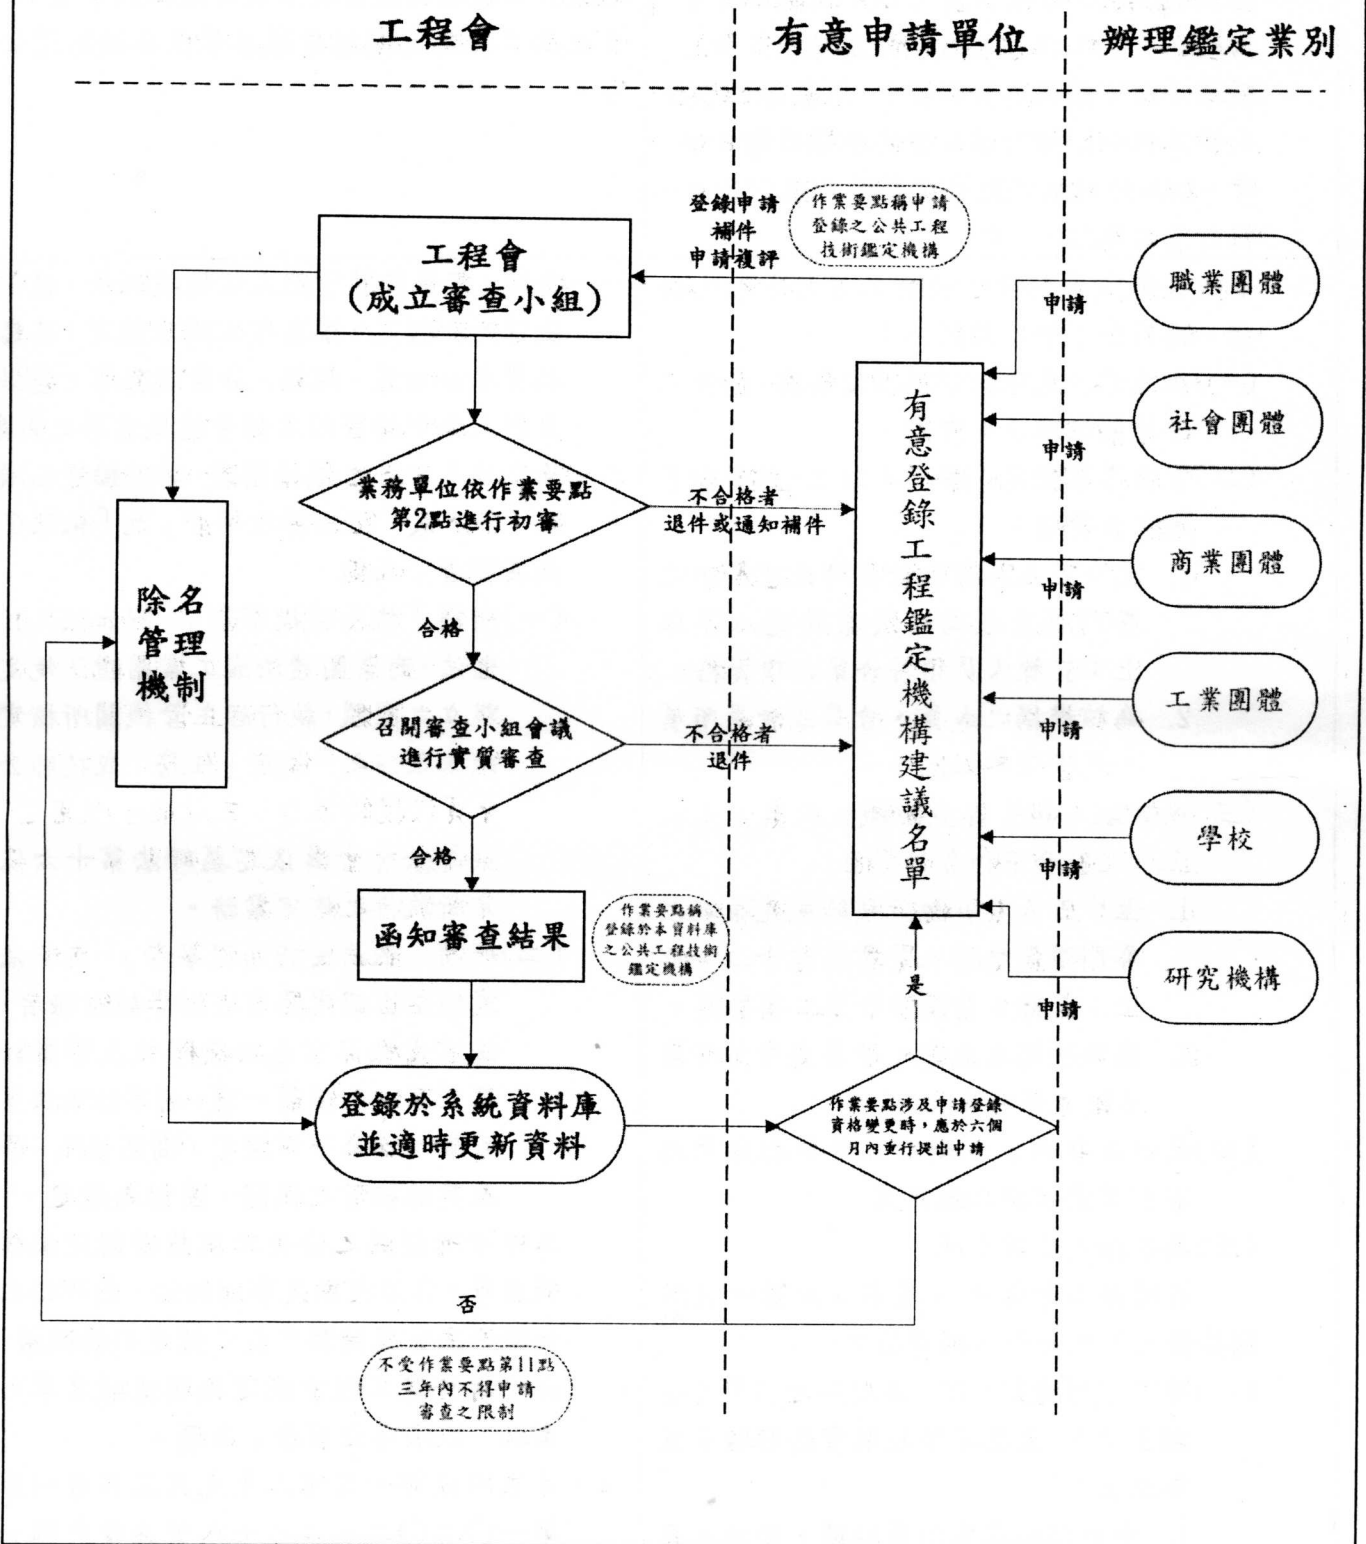 工程會
有意申請單位
辦理鑑定業別
登錄申請
補件
申請複評
作業要點稱申請
登錄之公共工程
技術鑑定機構
工程會
(成立審查小組)
職業團體
申請
社會團體
申請
商業團體
申請
工業團體
申請
學校
申請
研究機構
申請
有意登錄工程鑑定機構建議名單
業務單位依作業要點
第2點進行初審
不合格者
退件或通知補件
除名
管理
機制
合格
召開審查小組會議
進行實質審查
不合格者
退件
合格
函知審查結果
作業要點稱
登錄於本資料庫
之公共工程技術
鑑定機構
是
登錄於系統資料庫
並適時更新資料
作業要點涉及申請登錄
資格變更時，應於六個
月內重行提出申請
否
不受作業要點第11點
三年內不得申請
審查之限制